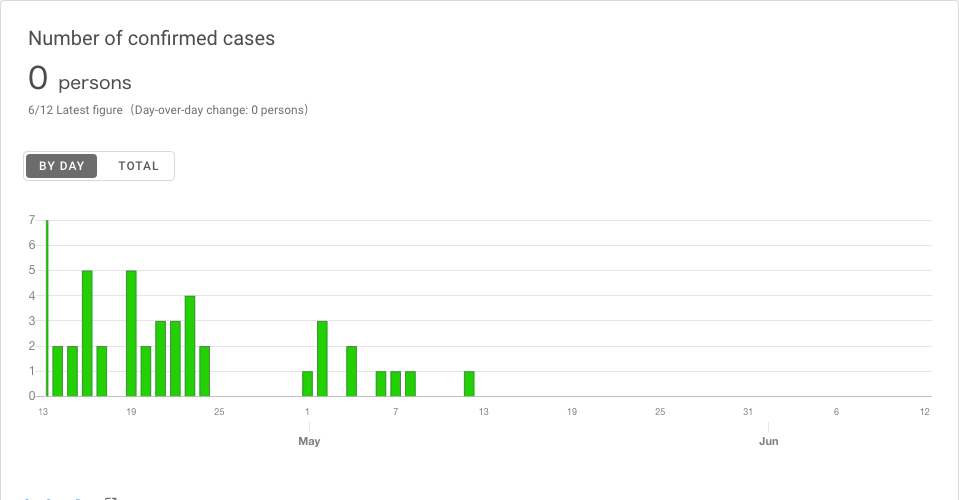 Number of confirmed cases
0 persons
6/12 Latest figure（Day-over-day change: 0 persons）
BY DAY TOTAL
7
6
5
4
3
2
1
0
13 19 25 1 7 13 19 25 31 6 12
May Jun